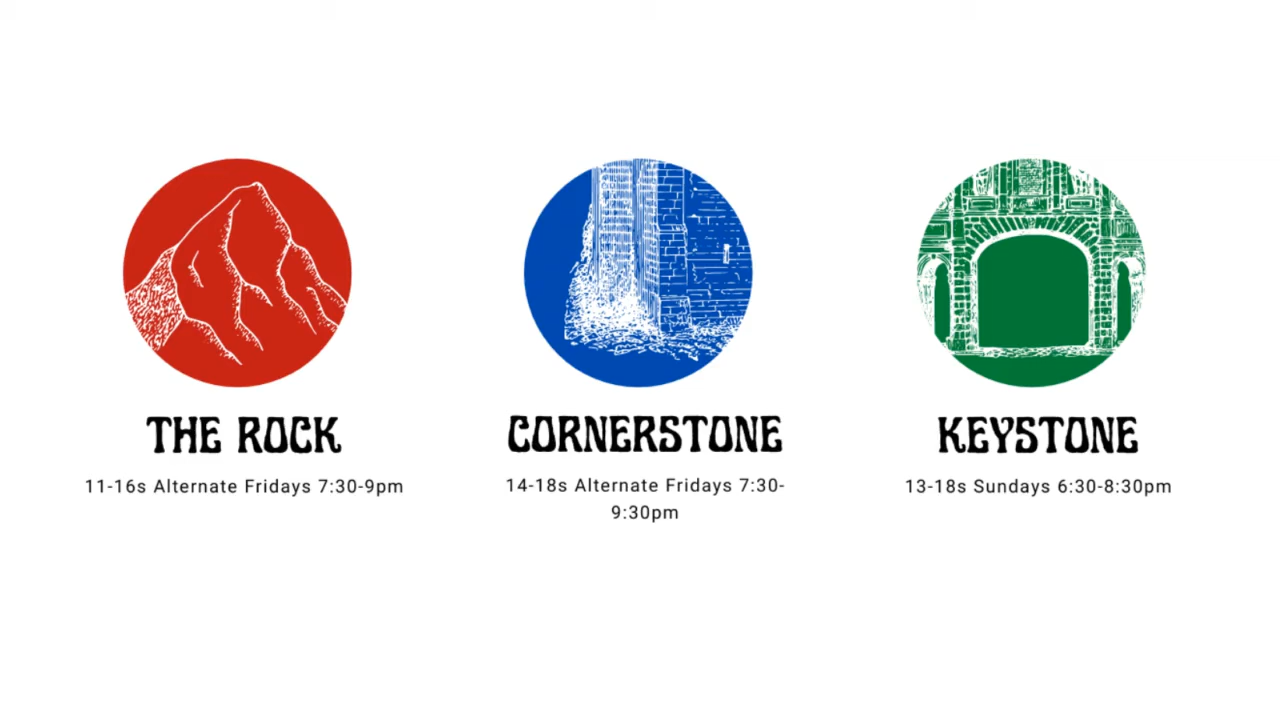 THE ROCK
11-16s Alternate Fridays 7:30-9pm
CORNERSTONE
14-18s Alternate Fridays 7:30-
9:30pm
KEYSTONE
13-18s Sundays 6:30-8:30pm